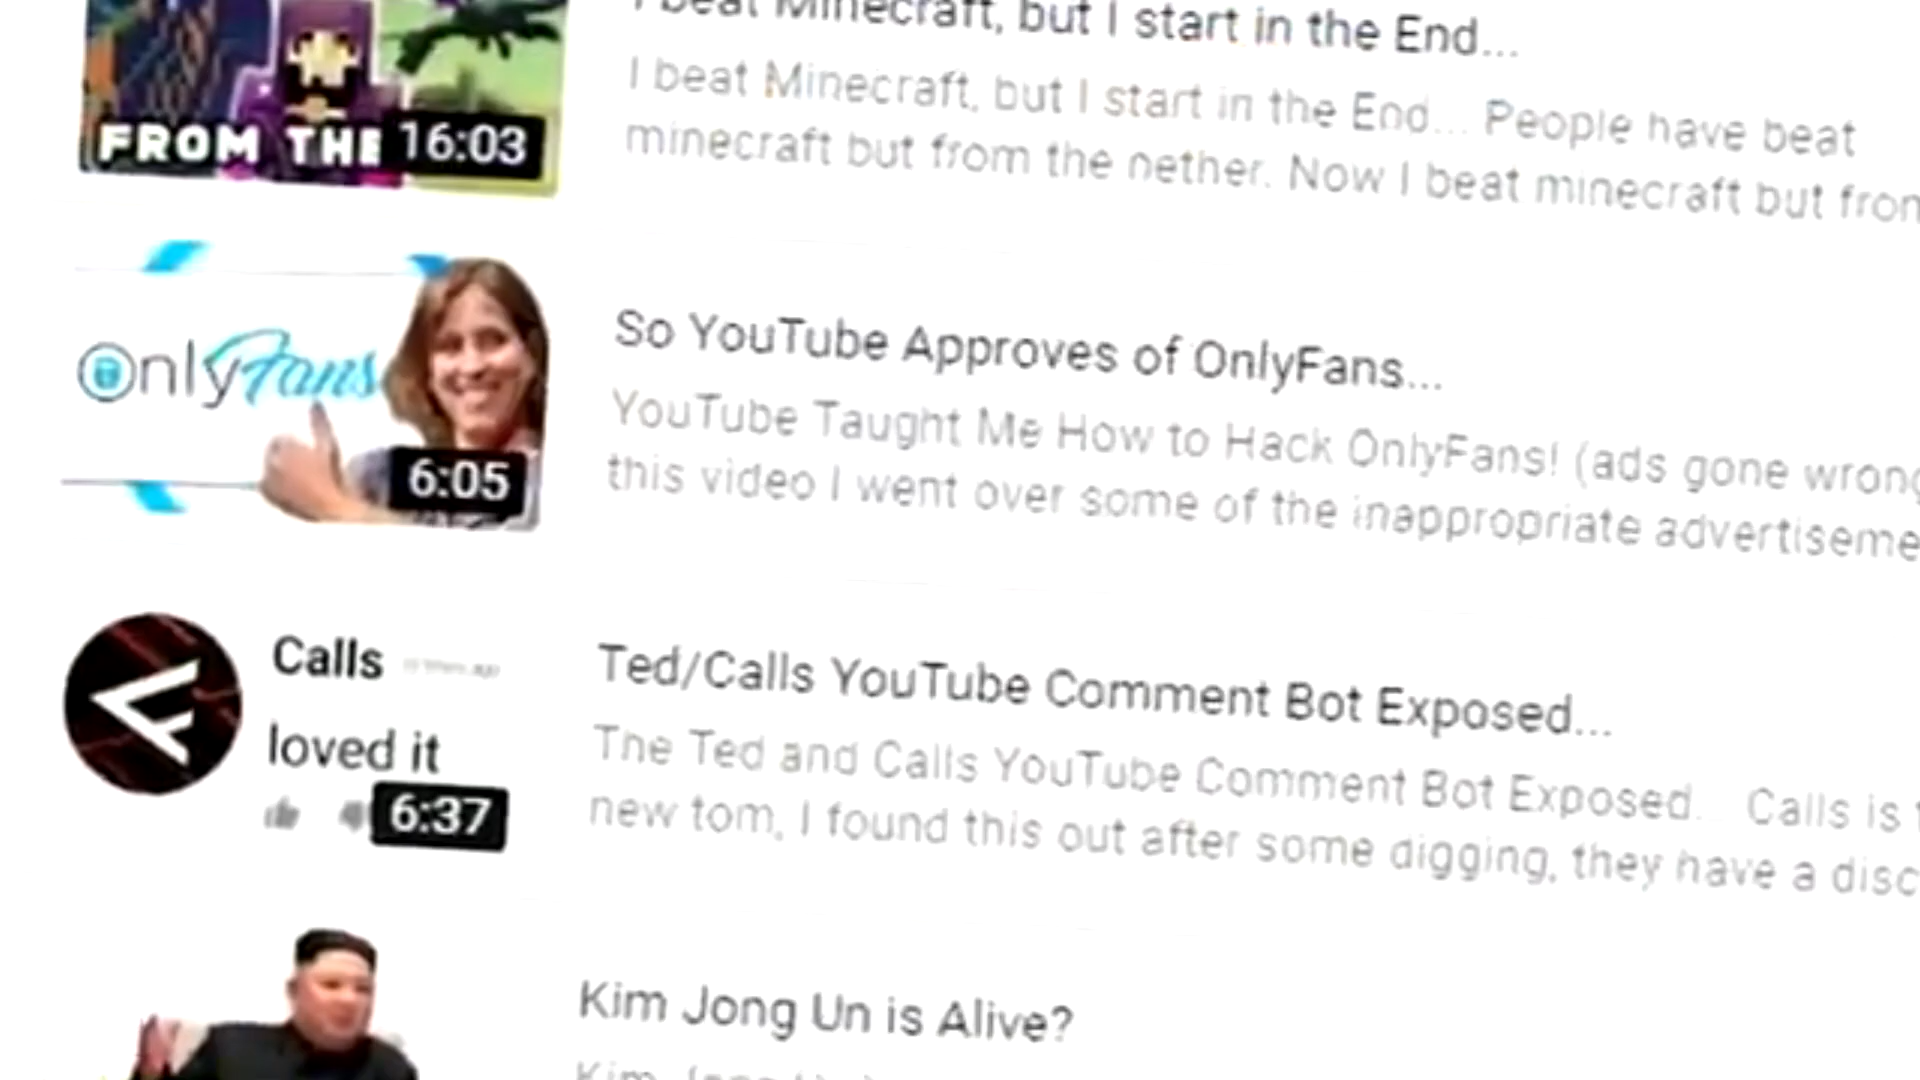 I beat Minecraft, but I start in the End...
I beat Minecraft, but I start in the End... People have beat
minecraft but from the nether. Now I beat minecraft but from
FROM THE 16:03
OnlyFans
6:05
So YouTube Approves of OnlyFans...
YouTube Taught Me How to Hack OnlyFans! (ads gone wrong
this video I went over some of the inappropriate advertiseme
Calls
loved it
6:37
Ted/Calls YouTube Comment Bot Exposed...
The Ted and Calls YouTube Comment Bot Exposed.. Calls is t
new tom, I found this out after some digging, they have a disc
Kim Jong Un is Alive?